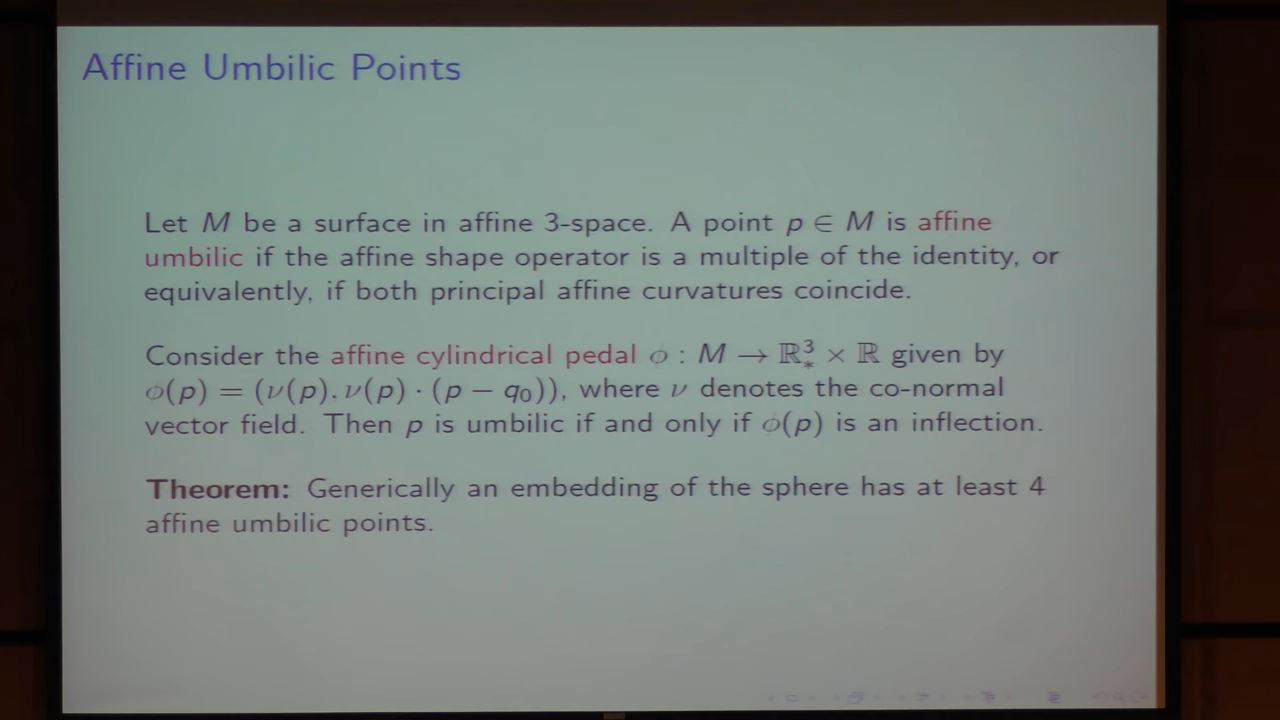 Affine Umbilic Points
Let M be a surface in affine 3-space. A point p ∈ M is affine
umbilic if the affine shape operator is a multiple of the identity, or
equivalently, if both principal affine curvatures coincide.
Consider the affine cylindrical pedal ϕ : M → ℝ³* × ℝ given by
ϕ(p) = (ν(p), ν(p) · (p − q₀)), where ν denotes the co-normal
vector field. Then p is umbilic if and only if ϕ(p) is an inflection.
Theorem: Generically an embedding of the sphere has at least 4
affine umbilic points.